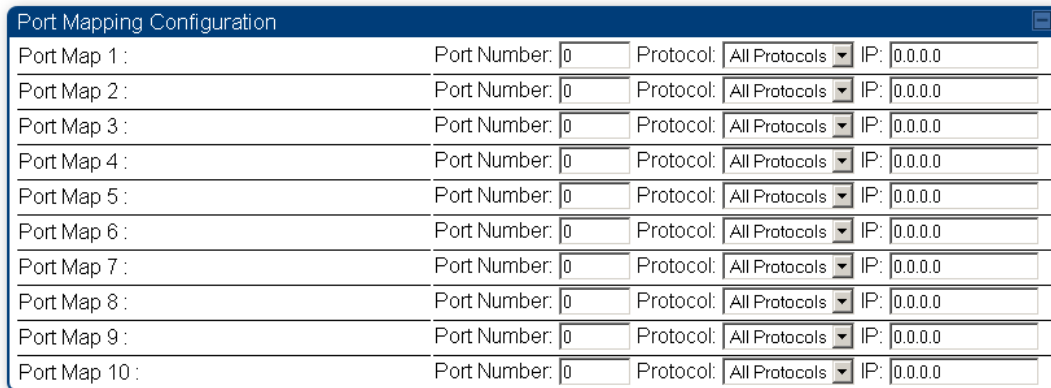 Port Mapping Configuration
Port Map 1 : Port Number: 0 Protocol: All Protocols IP: 0.0.0.0
Port Map 2 : Port Number: 0 Protocol: All Protocols IP: 0.0.0.0
Port Map 3 : Port Number: 0 Protocol: All Protocols IP: 0.0.0.0
Port Map 4 : Port Number: 0 Protocol: All Protocols IP: 0.0.0.0
Port Map 5 : Port Number: 0 Protocol: All Protocols IP: 0.0.0.0
Port Map 6 : Port Number: 0 Protocol: All Protocols IP: 0.0.0.0
Port Map 7 : Port Number: 0 Protocol: All Protocols IP: 0.0.0.0
Port Map 8 : Port Number: 0 Protocol: All Protocols IP: 0.0.0.0
Port Map 9 : Port Number: 0 Protocol: All Protocols IP: 0.0.0.0
Port Map 10 : Port Number: 0 Protocol: All Protocols IP: 0.0.0.0